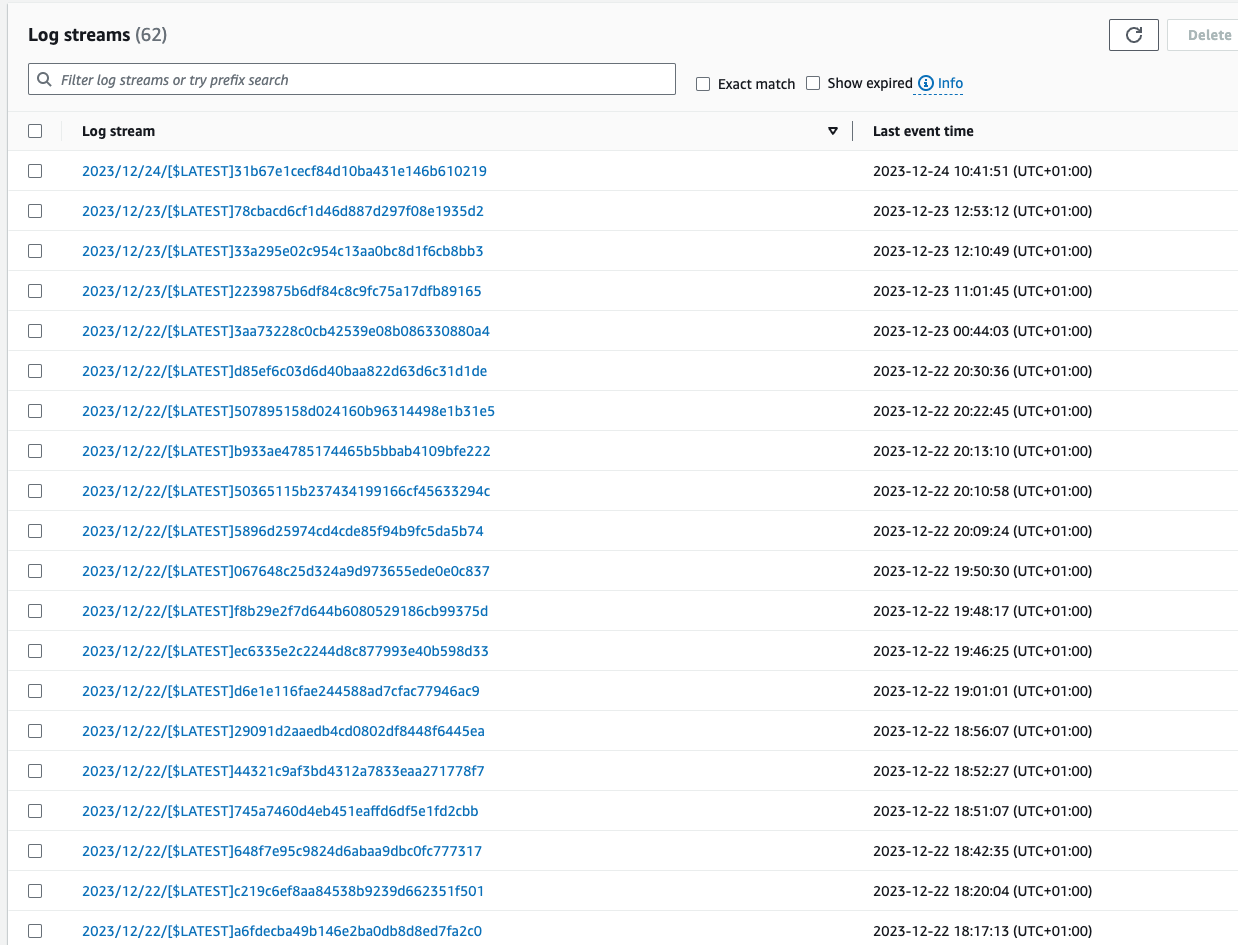 Log streams (62)
Delete
Filter log streams or try prefix search
Exact match
Show expired
Info
Log stream Last event time
2023/12/24/[$LATEST]31b67e1cecf84d10ba431e146b610219 2023-12-24 10:41:51 (UTC+01:00)
2023/12/23/[$LATEST]78cbacd6cf1d46d887d297f08e1935d2 2023-12-23 12:53:12 (UTC+01:00)
2023/12/23/[$LATEST]33a295e02c954c13aa0bc8d1f6cb8bb3 2023-12-23 12:10:49 (UTC+01:00)
2023/12/23/[$LATEST]2239875b6df84c8c9fc75a17dfb89165 2023-12-23 11:01:45 (UTC+01:00)
2023/12/22/[$LATEST]3aa73228c0cb42539e08b086330880a4 2023-12-23 00:44:03 (UTC+01:00)
2023/12/22/[$LATEST]d85ef6c03d6d40baa822d63d6c31d1de 2023-12-22 20:30:36 (UTC+01:00)
2023/12/22/[$LATEST]507895158d024160b96314498e1b31e5 2023-12-22 20:22:45 (UTC+01:00)
2023/12/22/[$LATEST]b933ae4785174465b5bbab4109bfe222 2023-12-22 20:13:10 (UTC+01:00)
2023/12/22/[$LATEST]50365115b237434199166cf45633294c 2023-12-22 20:10:58 (UTC+01:00)
2023/12/22/[$LATEST]5896d25974cd4cde85f94b9fc5da5b74 2023-12-22 20:09:24 (UTC+01:00)
2023/12/22/[$LATEST]067648c25d324a9d973655ede0e0c837 2023-12-22 19:50:30 (UTC+01:00)
2023/12/22/[$LATEST]f8b29e2f7d644b6080529186cb99375d 2023-12-22 19:48:17 (UTC+01:00)
2023/12/22/[$LATEST]ec6335e2c2244d8c877993e40b598d33 2023-12-22 19:46:25 (UTC+01:00)
2023/12/22/[$LATEST]d6e1e116fae244588ad7cfac77946ac9 2023-12-22 19:01:01 (UTC+01:00)
2023/12/22/[$LATEST]29091d2aaedb4cd0802df8448f6445ea 2023-12-22 18:56:07 (UTC+01:00)
2023/12/22/[$LATEST]44321c9af3bd4312a7833eaa271778f7 2023-12-22 18:52:27 (UTC+01:00)
2023/12/22/[$LATEST]745a7460d4eb451eaffd6df5e1fd2cbb 2023-12-22 18:51:07 (UTC+01:00)
2023/12/22/[$LATEST]648f7e95c9824d6abaa9dbc0fc777317 2023-12-22 18:42:35 (UTC+01:00)
2023/12/22/[$LATEST]c219c6ef8aa84538b9239d662351f501 2023-12-22 18:20:04 (UTC+01:00)
2023/12/22/[$LATEST]a6fdecba49b146e2ba0db8d8ed7fa2c0 2023-12-22 18:17:13 (UTC+01:00)